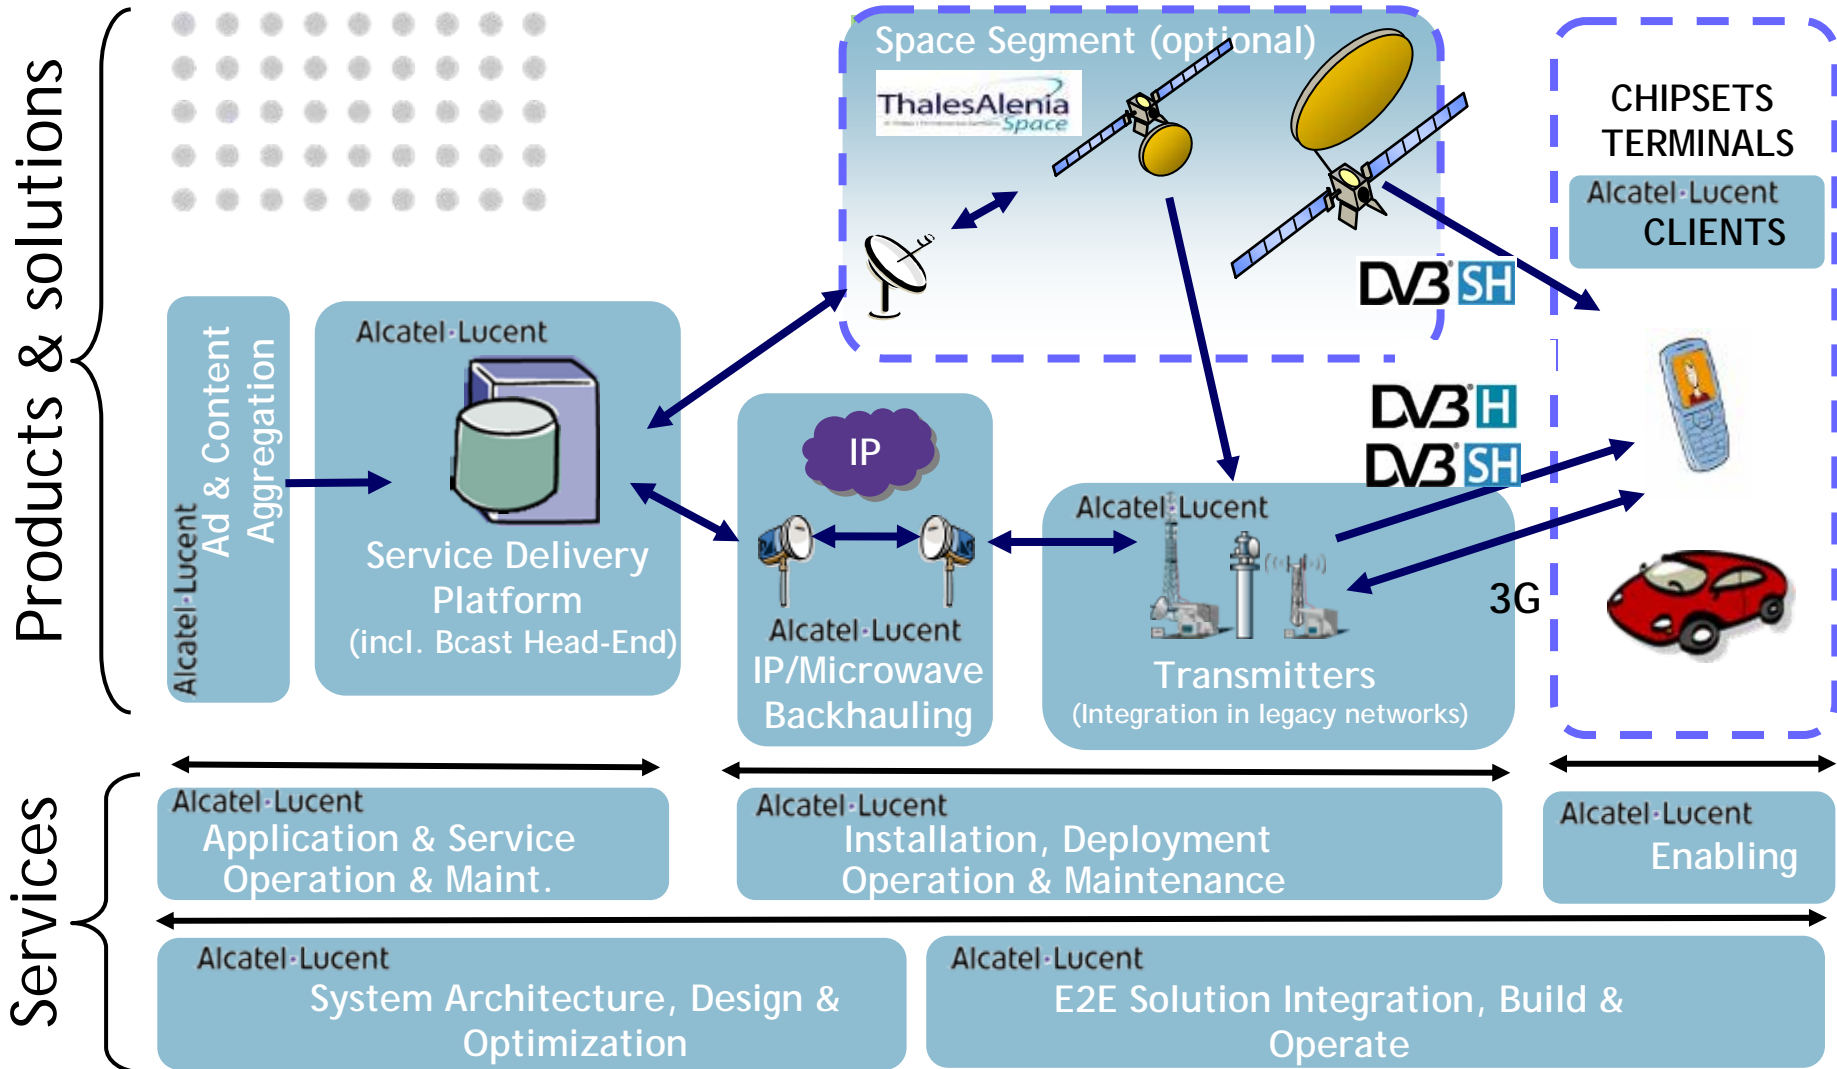 Products & solutions
Space Segment (optional)
ThalesAlenia
Space
CHIPSETS
TERMINALS
Alcatel·Lucent
CLIENTS
DVB SH
Alcatel·Lucent
Ad & Content
Aggregation
Alcatel·Lucent
Service Delivery
Platform
(incl. Bcast Head-End)
IP
Alcatel·Lucent
IP/Microwave
Backhauling
DVB H
DVB SH
Alcatel·Lucent
Transmitters
(Integration in legacy networks)
3G
Services
Alcatel·Lucent
Application & Service
Operation & Maint.
Alcatel·Lucent
Installation, Deployment
Operation & Maintenance
Alcatel·Lucent
Enabling
Alcatel·Lucent
System Architecture, Design &
Optimization
Alcatel·Lucent
E2E Solution Integration, Build &
Operate